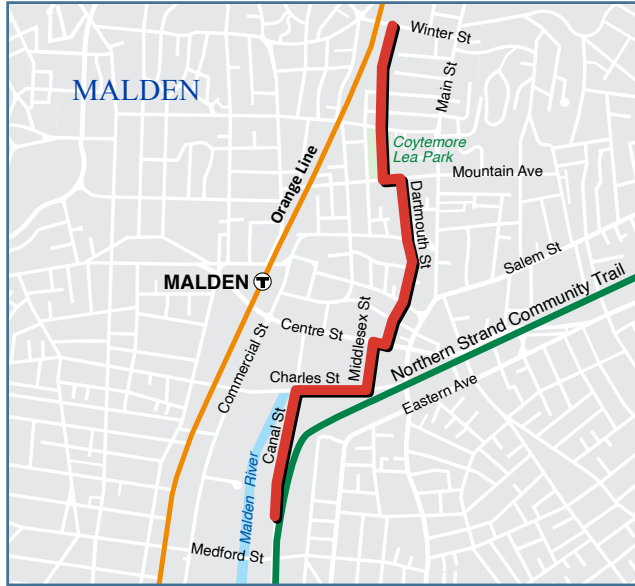 Winter St
Main St
MALDEN
Coytemore
Lea Park
Mountain Ave
Orange Line
Dartmouth St
Salem St
MALDEN T
Northern Strand Community Trail
Middlesex St
Centre St
Commercial St
Charles St
Eastern Ave
Canal St
Malden River
Medford St